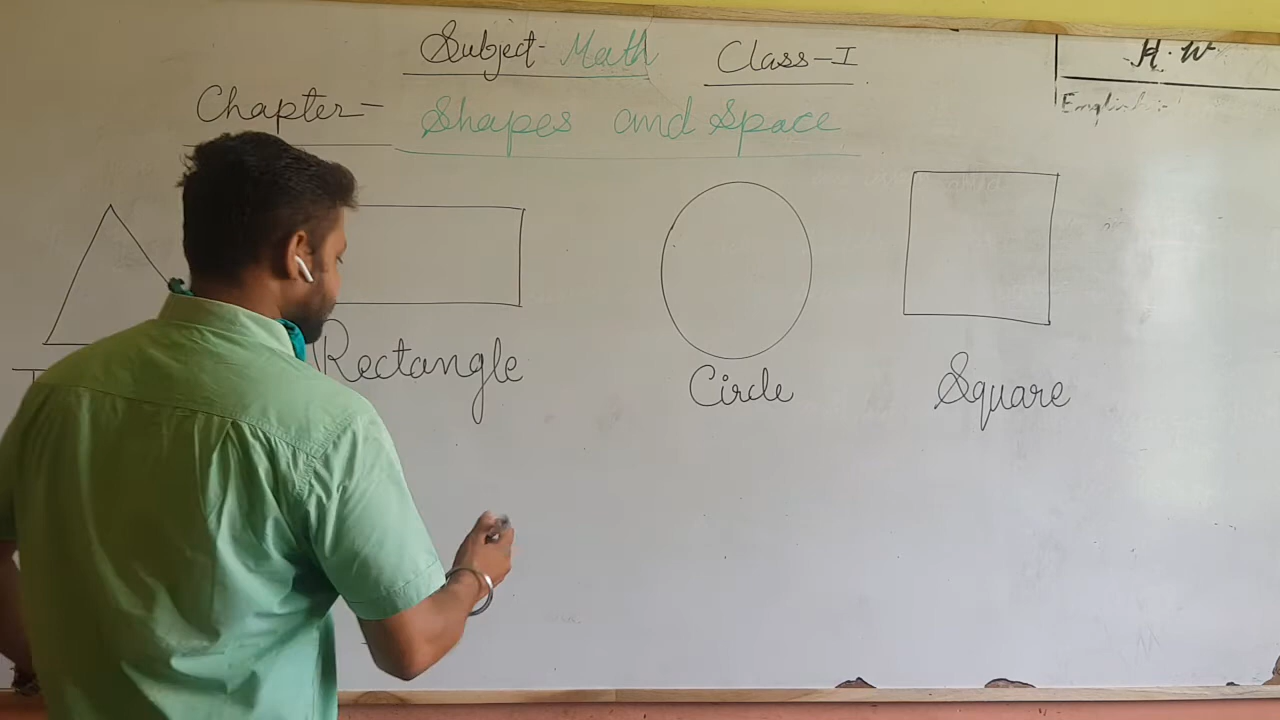 Subject- Math Class-I
H.W
Chapter- Shapes and Space
English:-
Rectangle
Circle
Square